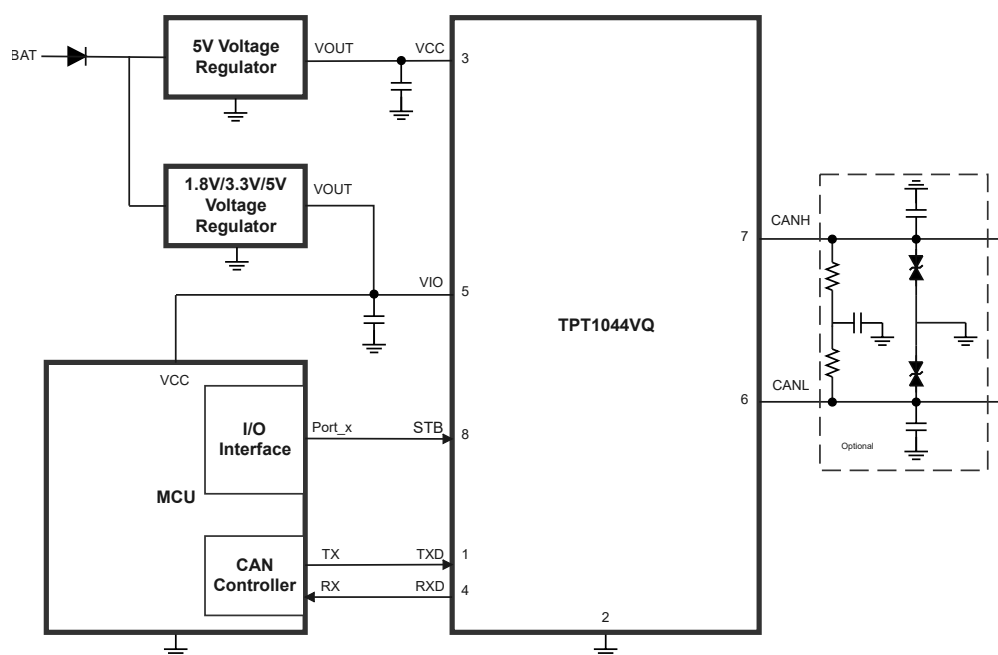 BAT
5V Voltage
Regulator
VOUT
VCC
3
1.8V/3.3V/5V
Voltage
Regulator
VOUT
VIO
5
TPT1044VQ
7
CANH
6
CANL
Optional
VCC
I/O
Interface
Port_x
STB
8
MCU
CAN
Controller
TX
TXD
1
RX
RXD
4
2